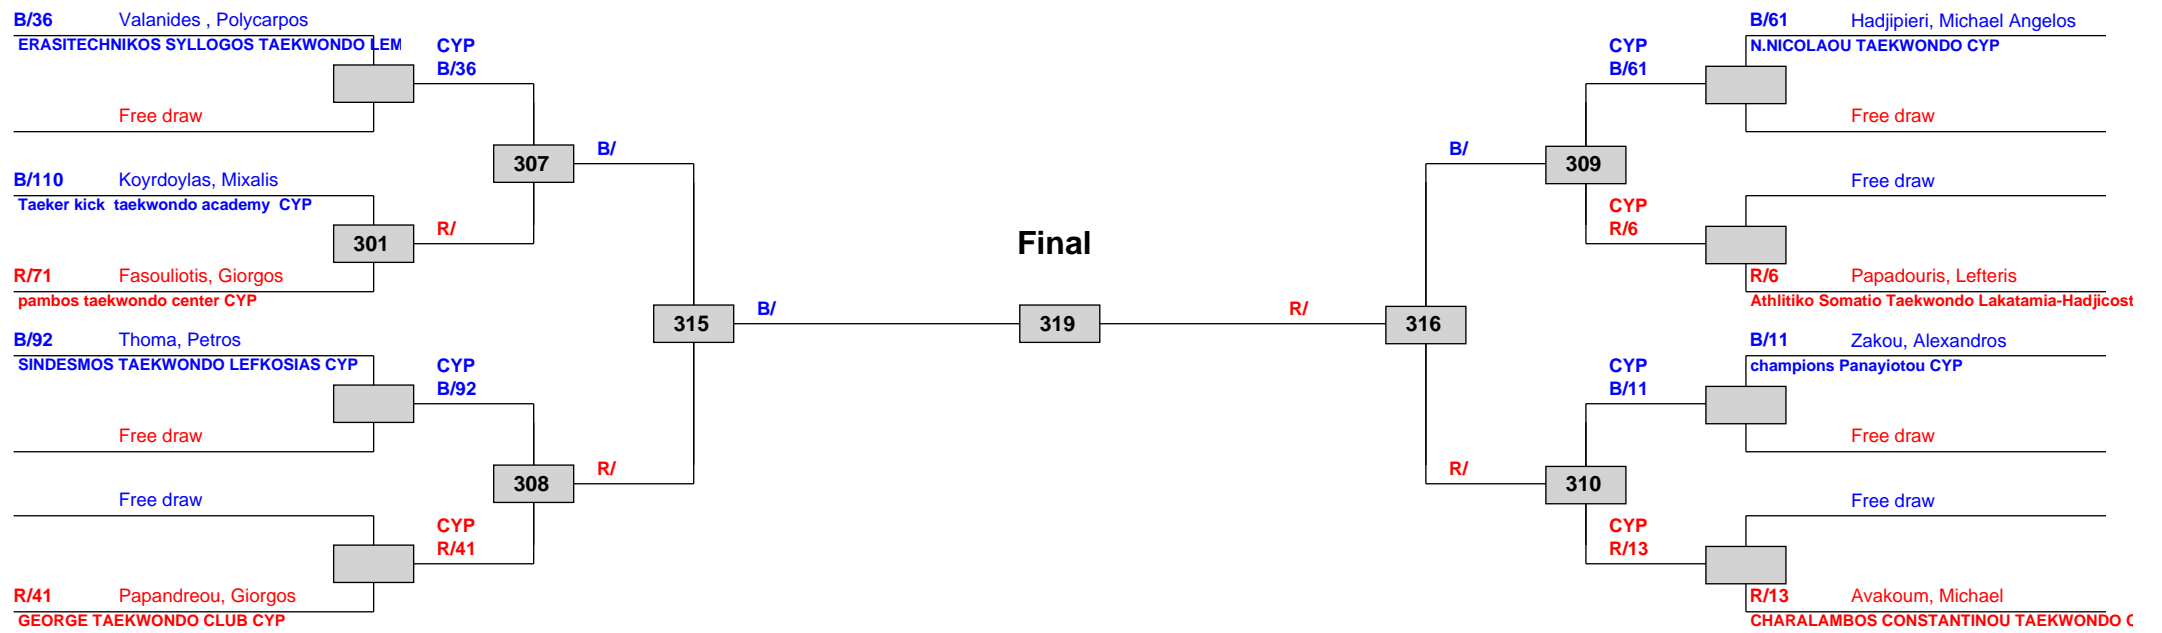 B/36 Valanides , Polycarpos
ERASITECHNIKOS SYLLOGOS TAEKWONDO LEM
CYP
B/36
Free draw
307
B/
B/110 Koyrdoylas, Mixalis
Taeker kick taekwondo academy CYP
301
R/
R/71 Fasouliotis, Giorgos
pambos taekwondo center CYP
315
B/
B/92 Thoma, Petros
SINDESMOS TAEKWONDO LEFKOSIAS CYP
CYP
B/92
Free draw
308
R/
Free draw
CYP
R/41
R/41 Papandreou, Giorgos
GEORGE TAEKWONDO CLUB CYP
Final
319
R/
316
B/61 Hadjipieri, Michael Angelos
N.NICOLAOU TAEKWONDO CYP
CYP
B/61
Free draw
B/
309
Free draw
CYP
R/6
R/6 Papadouris, Lefteris
Athlitiko Somatio Taekwondo Lakatamia-Hadjicost
B/11 Zakou, Alexandros
champions Panayiotou CYP
CYP
B/11
Free draw
R/
310
Free draw
CYP
R/13
R/13 Avakoum, Michael
CHARALAMBOS CONSTANTINOU TAEKWONDO C